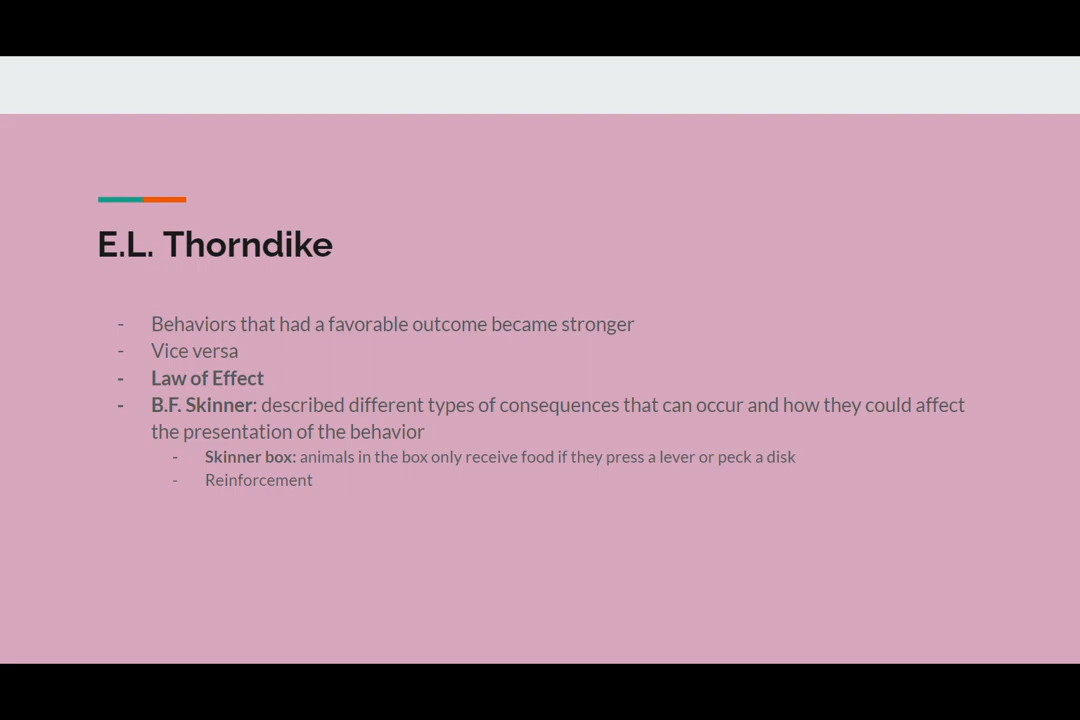 E.L. Thorndike
- Behaviors that had a favorable outcome became stronger
- Vice versa
- Law of Effect
- B.F. Skinner: described different types of consequences that can occur and how they could affect
the presentation of the behavior
- Skinner box: animals in the box only receive food if they press a lever or peck a disk
- Reinforcement